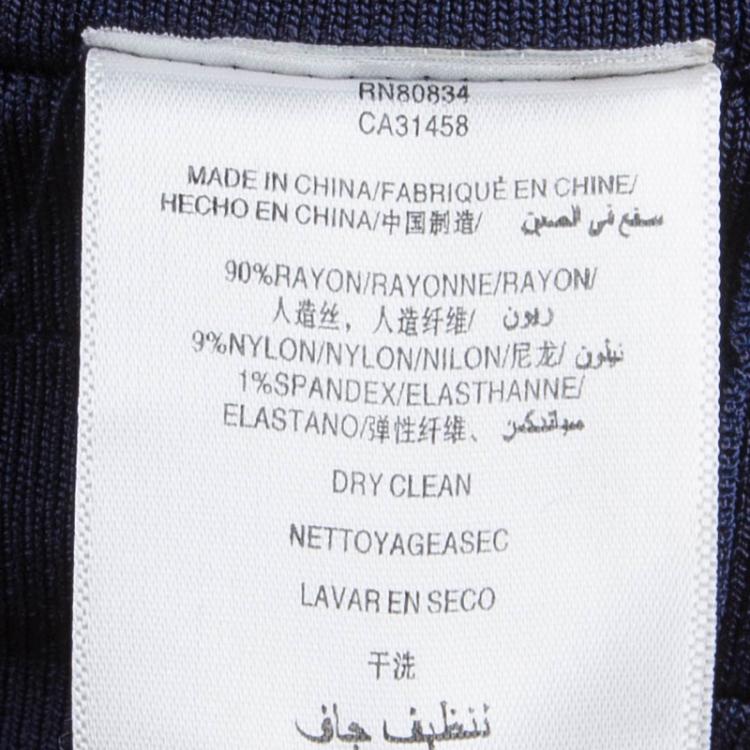 RN80834
CA31458
MADE IN CHINA/FABRIQUÉ EN CHINE/
HECHO EN CHINA/中国制造/ في الصين
90%RAYON/RAYONNE/RAYON/
人造丝，人造纤维/ ريون
9%NYLON/NYLON/NILON/尼龙/ نيلون
1%SPANDEX/ELASTHANNE/
ELASTANO/弹性纤维、
DRY CLEAN
NETTOYAGEASEC
LAVAR EN SECO
干洗
تنظيف جاف